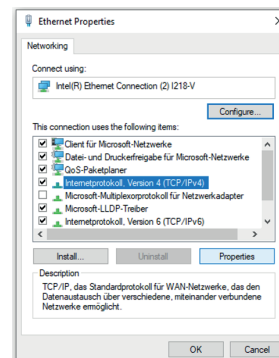 Ethernet Properties
Networking
Connect using:
Intel(R) Ethernet Connection (2) I218-V
Configure...
This connection uses the following items:
Client für Microsoft-Netzwerke
Datei- und Druckerfreigabe für Microsoft-Netzwerke
QoS-Paketplaner
Internetprotokoll, Version 4 (TCP/IPv4)
Microsoft-Multiplexorprotokoll für Netzwerkadapter
Microsoft-LLDP-Treiber
Internetprotokoll, Version 6 (TCP/IPv6)
Install...
Uninstall
Properties
Description
TCP/IP, das Standardprotokoll für WAN-Netzwerke, das den
Datenaustausch über verschiedene, miteinander verbundene
Netzwerke ermöglicht.
OK
Cancel